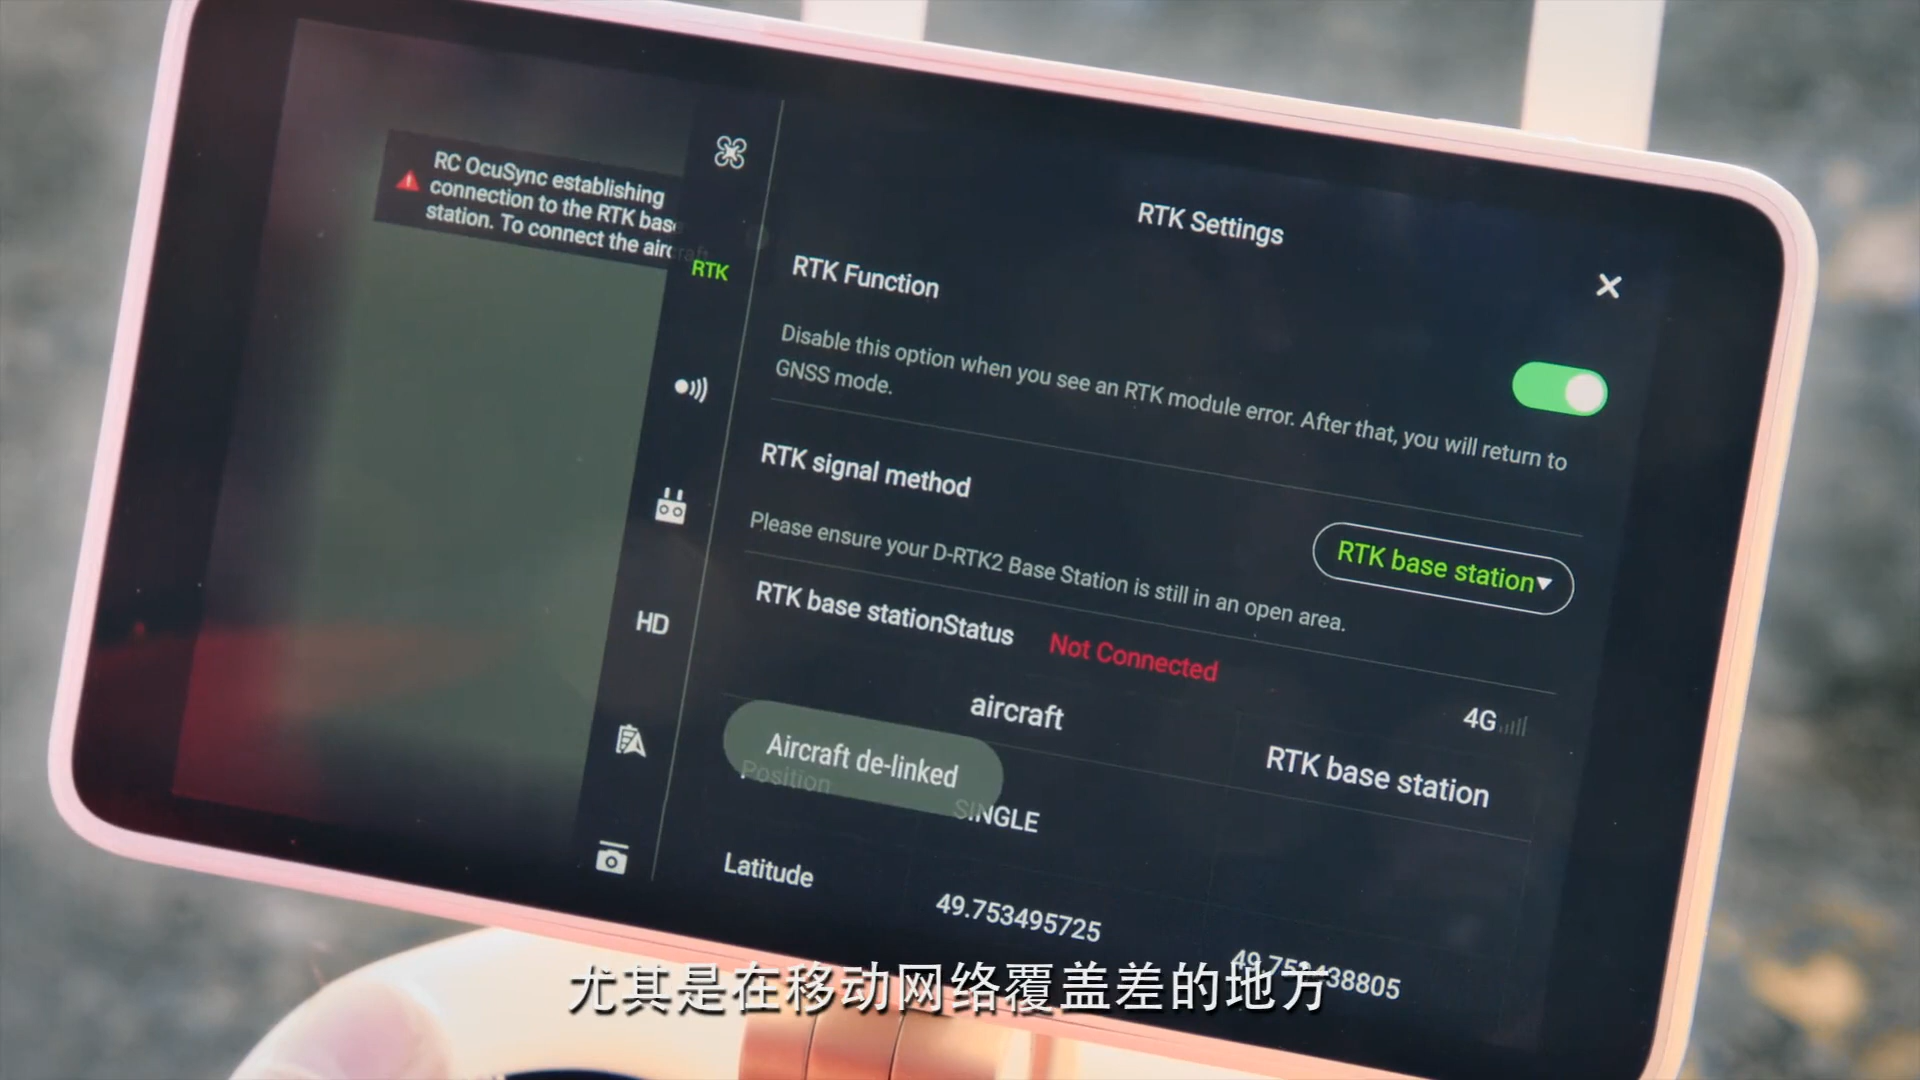 RC OcuSync establishing
connection to the RTK base
station. To connect the aircraft
RTK
HD
RTK Settings
RTK Function
Disable this option when you see an RTK module error. After that, you will return to
GNSS mode.
RTK signal method
RTK base station
Please ensure your D-RTK2 Base Station is still in an open area.
RTK base stationStatus Not Connected
4G
aircraft
RTK base station
Aircraft de-linked
Position
SINGLE
Latitude
49.753495725
尤其是在移动网络覆盖差的地方